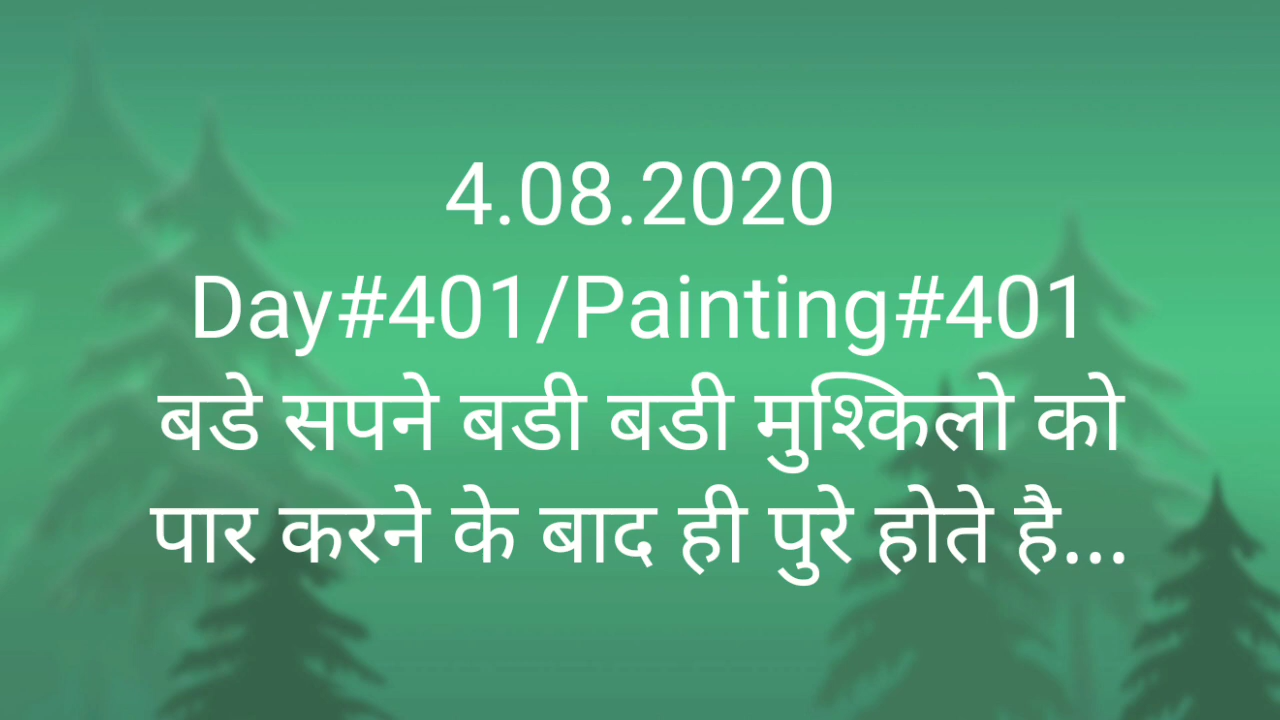 4.08.2020
Day#401/Painting#401
बडे सपने बडी बडी मुश्किलो को
पार करने के बाद ही पुरे होते है...